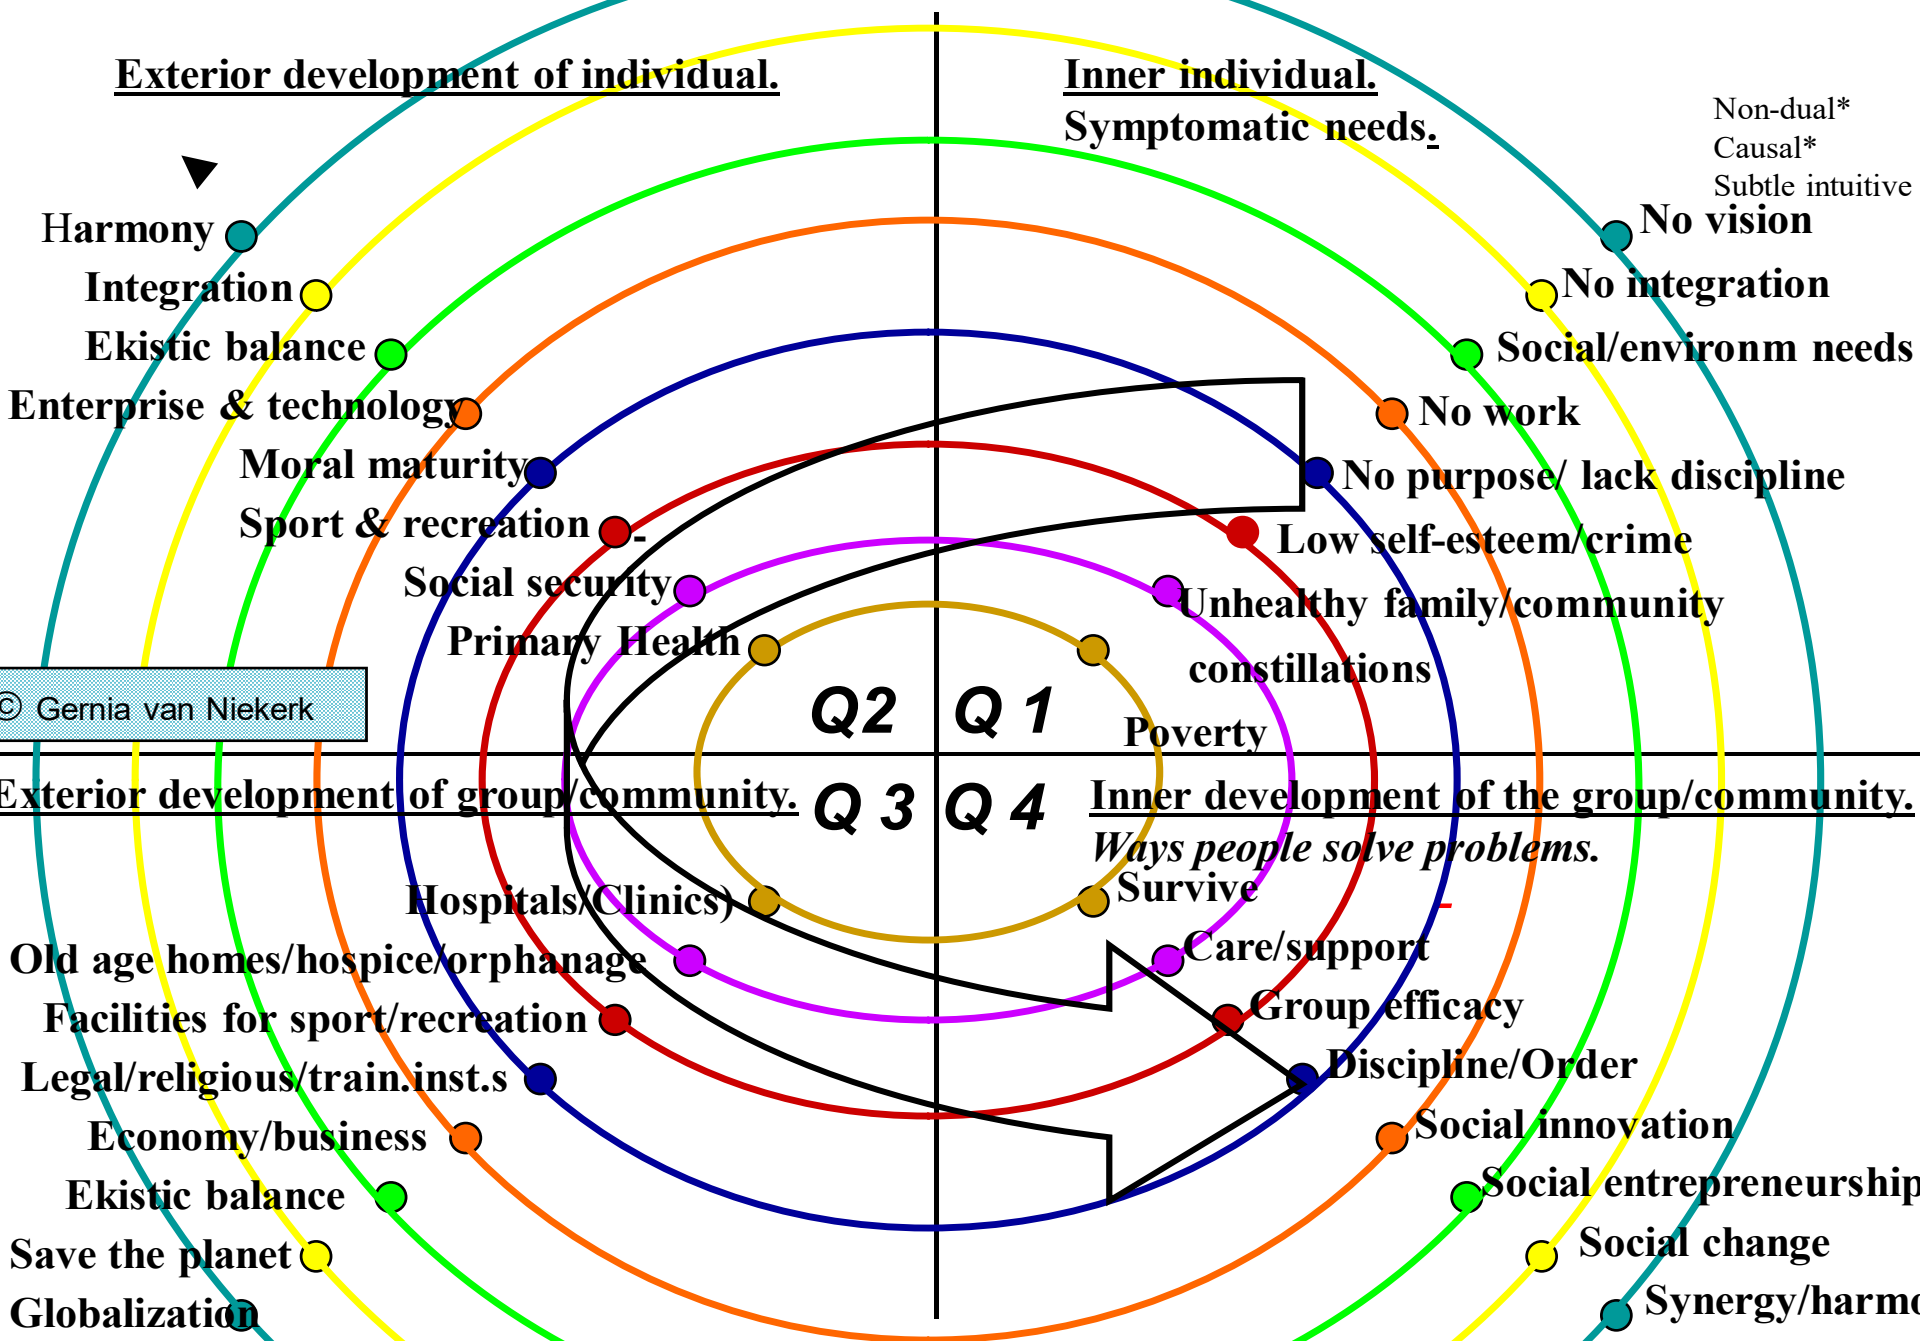 Exterior development of individual.
Harmony
Integration
Ekistic balance
Enterprise & technology
Moral maturity
Sport & recreation -
Social security
Primary Health
Q2
Inner individual.
Symptomatic needs.
Non-dual*
Causal*
Subtle intuitive
No vision
No integration
Social/environm needs
No work
No purpose/ lack discipline
Low self-esteem/crime
Unhealthy family/community
constillations
Poverty
Q 1
© Gernia van Niekerk
Exterior development of group/community.
Q 3
Hospitals/Clinics)
Old age homes/hospice/orphanage
Facilities for sport/recreation
Legal/religious/train.inst.s
Economy/business
Ekistic balance
Save the planet
Globalization
Q 4
Inner development of the group/community.
Ways people solve problems.
Survive
Care/support
Group efficacy
Discipline/Order
Social innovation
Social entrepreneurship
Social change
Synergy/harmo